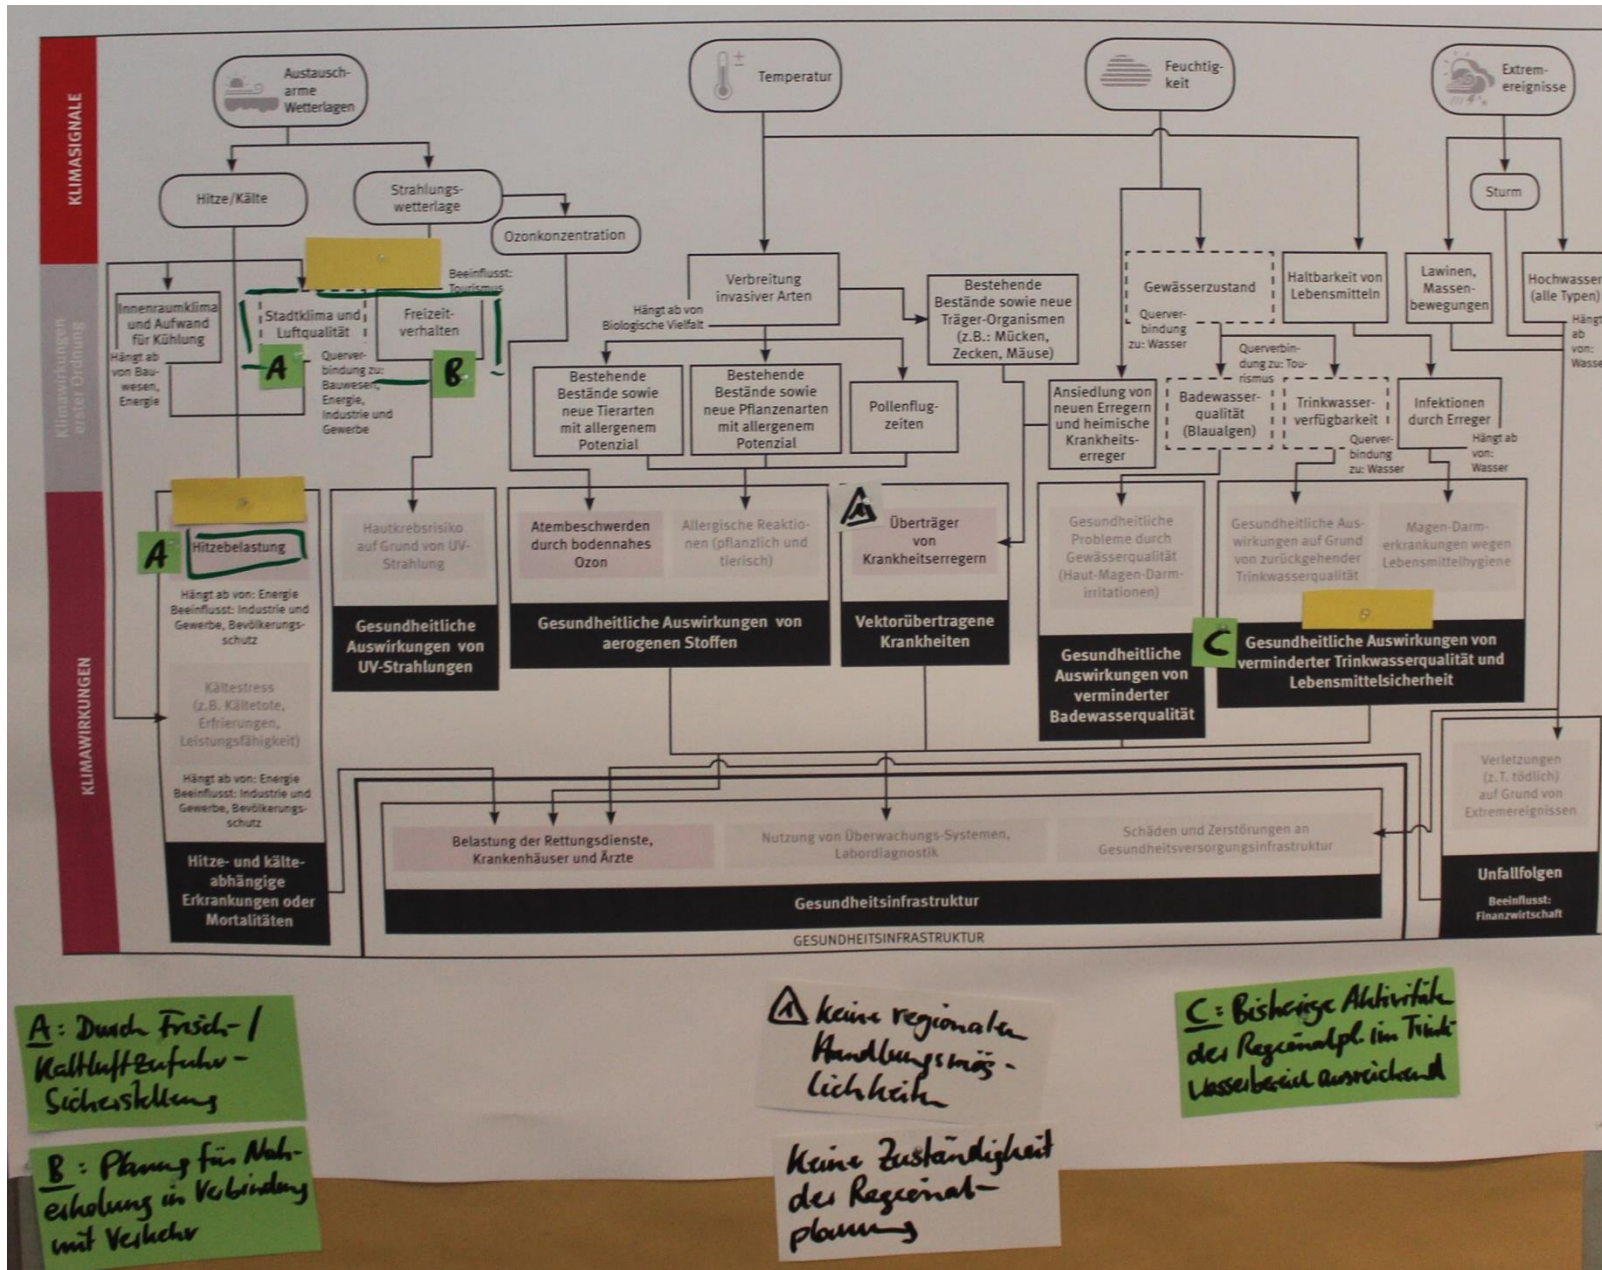 KLIMASIGNALE
Austausch-
arme
Wetterlagen
Temperatur
Feuchtig-
keit
Extrem-
ereignisse
Hitze/Kälte
Strahlungs-
wetterlage
Ozonkonzentration
Sturm
Klimawirkungen
erster Ordnung
Innenraumklima
und Aufwand
für Kühlung
Hängt ab
von Bau-
wesen,
Energie
Stadtklima und
Luftqualität
A
Querver-
bindung zu:
Bauwesen,
Energie,
Industrie und
Gewerbe
Beeinflusst:
Tourismus
Freizeit-
verhalten
B
Verbreitung
invasiver Arten
Hängt ab von
Biologische Vielfalt
Bestehende
Bestände sowie neue
Träger-Organismen
(z.B.: Mücken,
Zecken, Mäuse)
Bestehende
Bestände sowie
neue Tierarten
mit allergenem
Potenzial
Bestehende
Bestände sowie
neue Pflanzenarten
mit allergenem
Potenzial
Pollenflug-
zeiten
Ansiedlung von
neuen Erregern
und heimische
Krankheits-
erreger
Gewässerzustand
Querver-
bindung
zu: Wasser
Haltbarkeit von
Lebensmitteln
Lawinen,
Massen-
bewegungen
Hochwasser
(alle Typen)
Hängt
ab
von:
Wasse
Querverbin-
dung zu: Tou-
rismus
Badewasser-
qualität
(Blaualgen)
Trinkwasser-
verfügbarkeit
Querver-
bindung
zu: Wasser
Infektionen
durch Erreger
Hängt ab
von:
Wasser
KLIMAWIRKUNGEN
A
Hitzebelastung
Hängt ab von: Energie
Beeinflusst: Industrie und
Gewerbe, Bevölkerungs-
schutz
Kältestress
(z.B. Kältetote,
Erfrierungen,
Leistungsfähigkeit)
Hängt ab von: Energie
Beeinflusst: Industrie und
Gewerbe, Bevölkerungs-
schutz
Hitze- und kälte-
abhängige
Erkrankungen oder
Mortalitäten
Hautkrebsrisiko
auf Grund von UV-
Strahlung
Gesundheitliche
Auswirkungen von
UV-Strahlungen
Atembeschwerden
durch bodennahes
Ozon
Allergische Reaktio-
nen (pflanzlich und
tierisch)
Gesundheitliche Auswirkungen von
aerogenen Stoffen
1
Überträger
von
Krankheitserregern
Vektorübertragene
Krankheiten
Gesundheitliche
Probleme durch
Gewässerqualität
(Haut-Magen-Darm-
irritationen)
Gesundheitliche
Auswirkungen von
verminderter
Badewasserqualität
Gesundheitliche Aus-
wirkungen auf Grund
von zurückgehender
Trinkwasserqualität
Magen-Darm-
erkrankungen wegen
Lebensmittelhygiene
C
Gesundheitliche Auswirkungen von
verminderter Trinkwasserqualität und
Lebensmittelsicherheit
Verletzungen
(z.T. tödlich)
auf Grund von
Extremereignissen
Unfallfolgen
Beeinflusst:
Finanzwirtschaft
Belastung der Rettungsdienste,
Krankenhäuser und Ärzte
Nutzung von Überwachungs-Systemen,
Labordiagnostik
Schäden und Zerstörungen an
Gesundheitsversorgungsinfrastruktur
Gesundheitsinfrastruktur
GESUNDHEITSINFRASTRUKTUR
A: Durch Frisch-/
Kaltluftzufuhr-
Sicherstellung
B: Planung für Nah-
erholung in Verbindung
mit Verkehr
1 keine regionalen
Handlungsmög-
lichkeiten
Keine Zuständigkeit
der Regional-
planung
C: Bisherige Aktivität
der Regionalpl. im Trink-
wasserbereich ausreichend